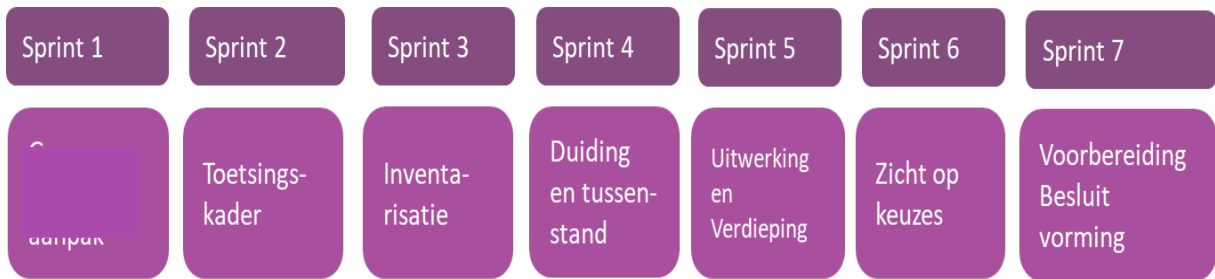 Sprint 1
Sprint 2
Sprint 3
Sprint 4
Sprint 5
Sprint 6
Sprint 7
aanpak
Toetsings-
kader
Inventa-
risatie
Duiding
en tussen-
stand
Uitwerking
en
Verdieping
Zicht op
keuzes
Voorbereiding
Besluit
vorming